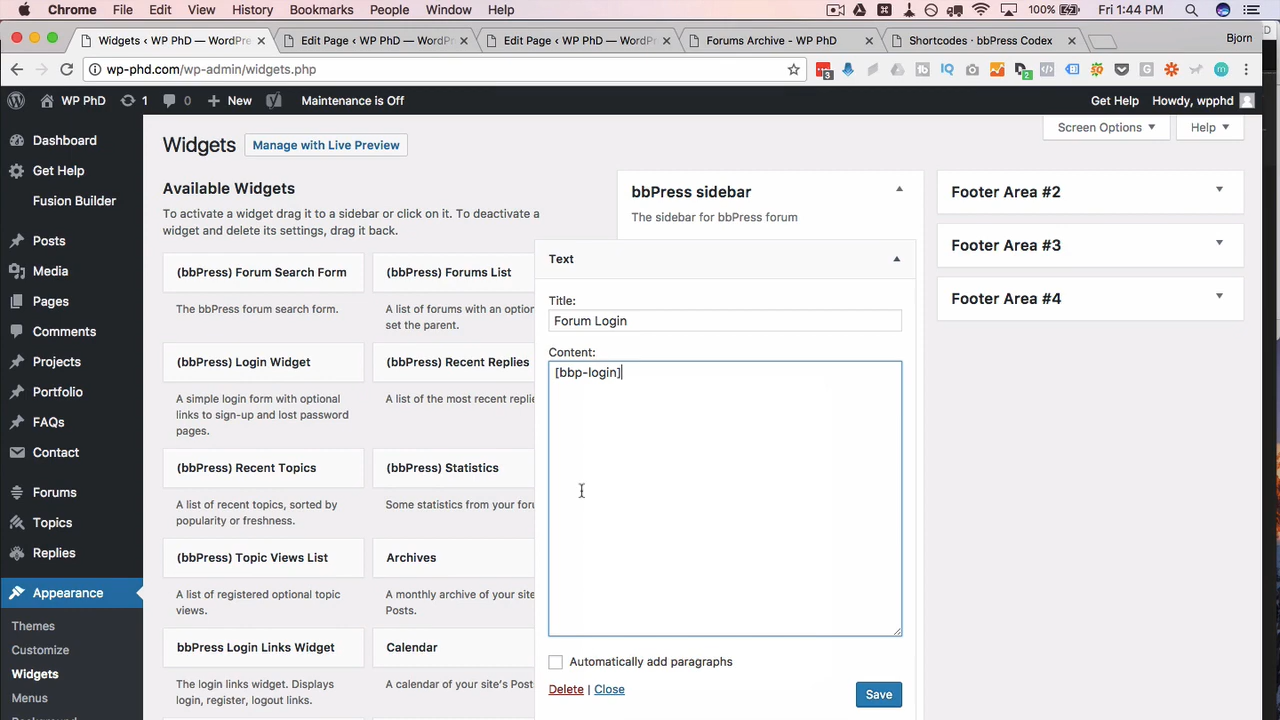 Chrome File Edit View History Bookmarks People Window Help 100% Fri 1:44 PM
Widgets ‹ WP PhD — WordPre Edit Page ‹ WP PhD — WordPr Edit Page ‹ WP PhD — WordPr Forums Archive - WP PhD Shortcodes · bbPress Codex Bjorn
wp-phd.com/wp-admin/widgets.php
WP PhD 1 0 New Maintenance is Off Get Help Howdy, wpphd
Dashboard
Get Help
Fusion Builder
Posts
Media
Pages
Comments
Projects
Portfolio
FAQs
Contact
Forums
Topics
Replies
Appearance
Themes
Customize
Widgets
Menus
Widgets Manage with Live Preview
Screen Options Help
Available Widgets
To activate a widget drag it to a sidebar or click on it. To deactivate a
widget and delete its settings, drag it back.
(bbPress) Forum Search Form
The bbPress forum search form.
(bbPress) Forums List
A list of forums with an option
set the parent.
(bbPress) Login Widget
A simple login form with optional
links to sign-up and lost password
pages.
(bbPress) Recent Replies
A list of the most recent replie
(bbPress) Recent Topics
A list of recent topics, sorted by
popularity or freshness.
(bbPress) Statistics
Some statistics from your foru
(bbPress) Topic Views List
A list of registered optional topic
views.
Archives
A monthly archive of your site
Posts.
bbPress Login Links Widget
The login links widget. Displays
login, register, logout links.
Calendar
A calendar of your site's Post
bbPress sidebar
The sidebar for bbPress forum
Text
Title:
Forum Login
Content:
[bbp-login]
Automatically add paragraphs
Delete | Close Save
Footer Area #2
Footer Area #3
Footer Area #4